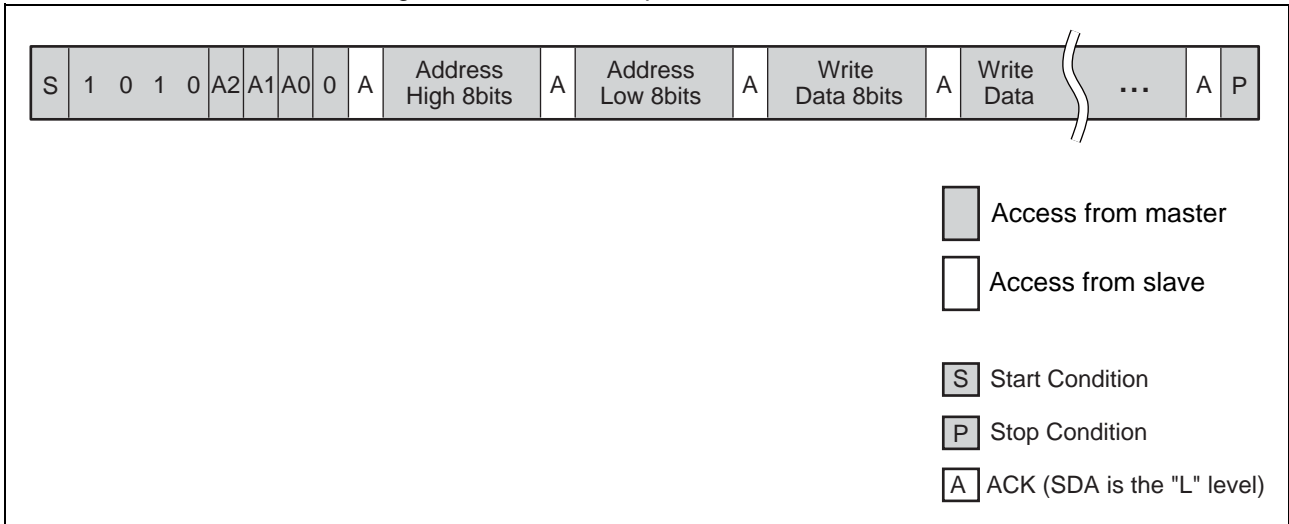 S 1 0 1 0 A2 A1 A0 0 A Address High 8bits A Address Low 8bits A Write Data 8bits A Write Data ... A P
Access from master
Access from slave
S Start Condition
P Stop Condition
A ACK (SDA is the "L" level)